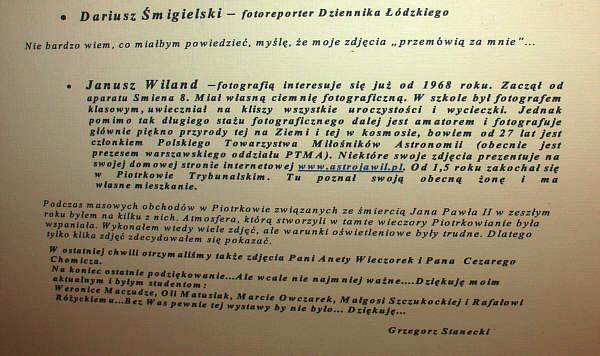 • Dariusz Śmigielski – fotoreporter Dziennika Łódzkiego
Nie bardzo wiem, co miałbym powiedzieć, myślę, że moje zdjęcia „przemówią za mnie"...
• Janusz Wiland –fotografią interesuje się już od 1968 roku. Zaczął od
aparatu Smiena 8. Miał własną ciemnię fotograficzną. W szkole był fotografem
klasowym, uwieczniał na kliszy wszystkie uroczystości i wycieczki. Jednak
pomimo tak długiego stażu fotograficznego dalej jest amatorem i fotografuje
głównie piękno przyrody tej na Ziemi i tej w kosmosie, bowiem od 27 lat jest
członkiem Polskiego Towarzystwa Miłośników Astronomii (obecnie jest
prezesem warszawskiego oddziału PTMA). Niektóre swoje zdjęcia prezentuje na
swojej domowej stronie internetowej www.astrojawil.pl. Od 1,5 roku zakochał się
w Piotrkowie Trybunalskim. Tu poznał swoją obecną żonę i ma
własne mieszkanie.
Podczas masowych obchodów w Piotrkowie związanych ze śmiercią Jana Pawła II w zeszłym
roku byłem na kilku z nich. Atmosfera, którą stworzyli w tamte wieczory Piotrkowianie była
wspaniała. Wykonałem wtedy wiele zdjęć, ale warunki oświetleniowe były trudne. Dlatego
tylko klika zdjęć zdecydowałem się pokazać.
W ostatniej chwili otrzymaliśmy także zdjęcia Pani Anety Wieczorek i Pana Cezarego
Chomicza.
Na koniec ostatnie podziękowanie...Ale wcale nie najmniej ważne....Dziękuję moim
aktualnym i byłym studentom:
Weronice Maczudze, Oli Matusiak, Marcie Owczarek, Małgosi Szczukockiej i Rafałowi
Różyckiemu...Bez Was pewnie tej wystawy by nie było... Dziękuję...
Grzegorz Stanecki